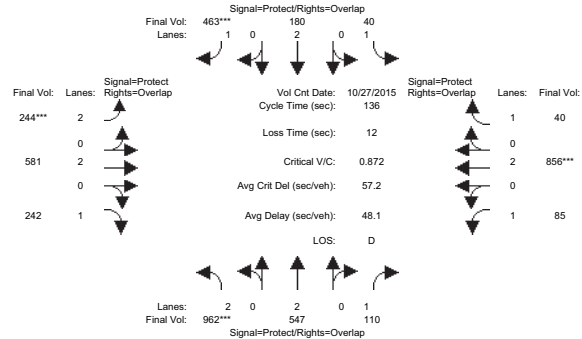 Signal=Protect/Rights=Overlap
Final Vol: 463*** 180 40
Lanes: 1 0 2 0 1
Signal=Protect Signal=Protect
Final Vol: Lanes: Rights=Overlap Vol Cnt Date: 10/27/2015 Rights=Overlap Lanes: Final Vol:
Cycle Time (sec): 136
244*** 2 1 40
Loss Time (sec): 12
0 0
581 2 Critical V/C: 0.872 2 856***
0 Avg Crit Del (sec/veh): 57.2 0
242 1 Avg Delay (sec/veh): 48.1 1 85
LOS: D
Lanes: 2 0 2 0 1
Final Vol: 962*** 547 110
Signal=Protect/Rights=Overlap